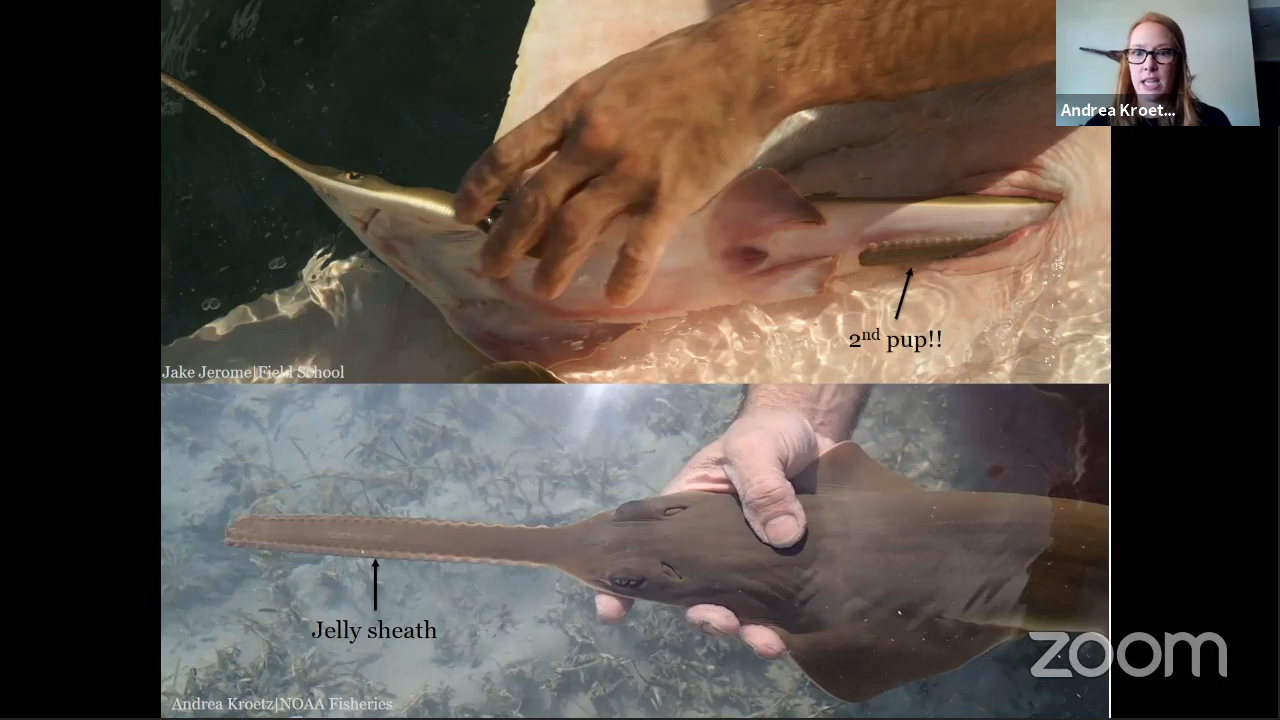 Andrea Kroet...
2nd pup!!
Jake Jerome|Field School
Jelly sheath
zoom
Andrea Kroetz|NOAA Fisheries